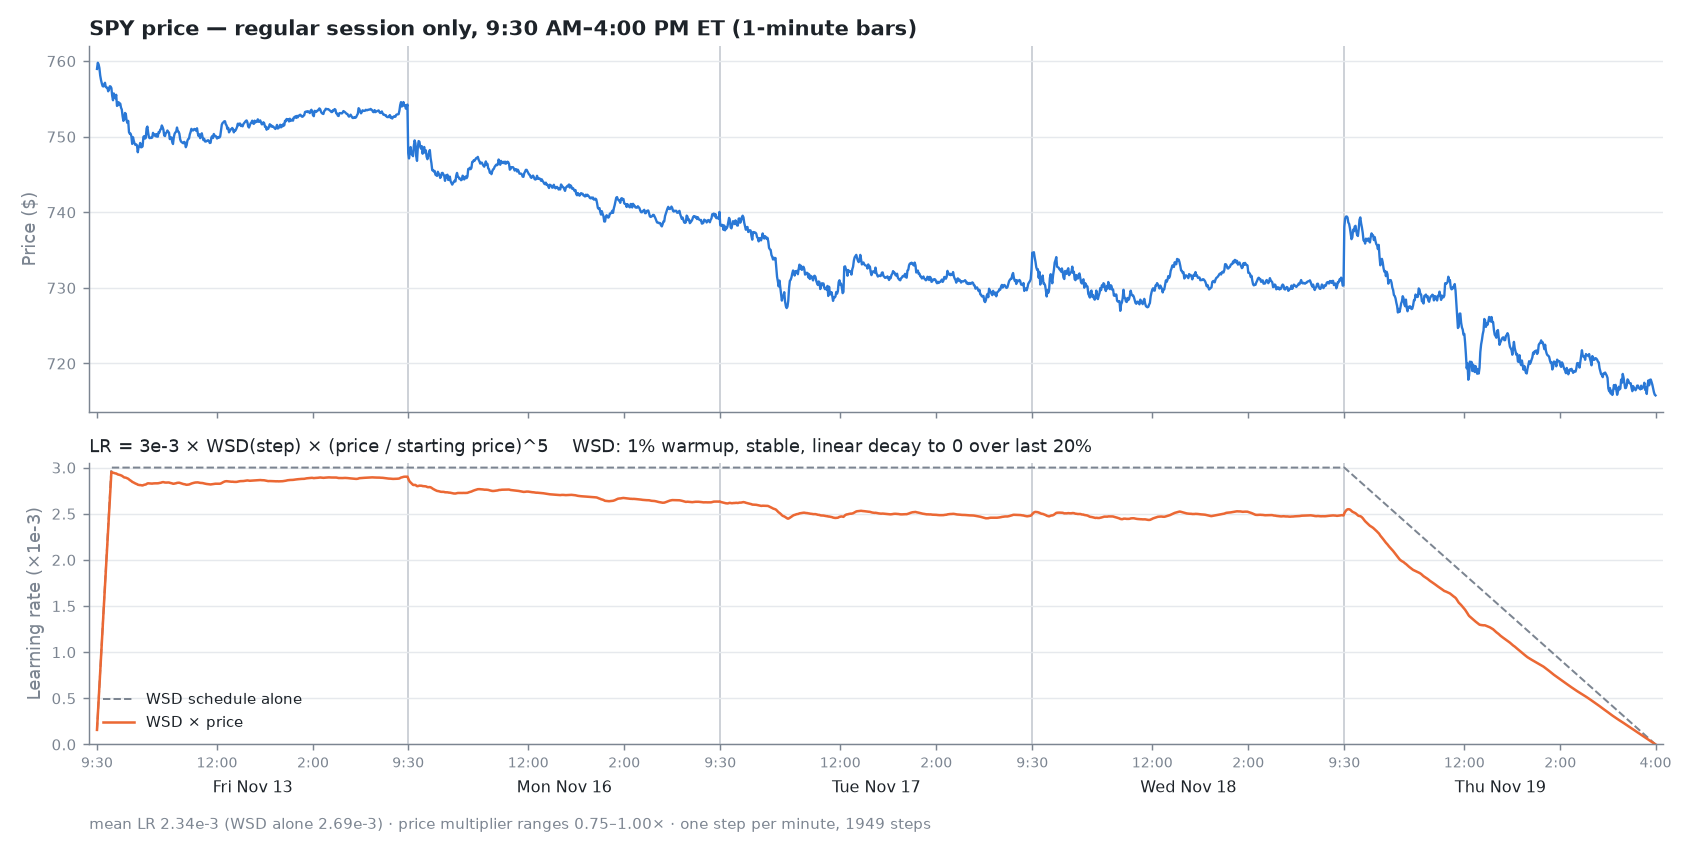 SPY price — regular session only, 9:30 AM–4:00 PM ET (1-minute bars)
760
750
740
730
720
Price ($)
LR = 3e-3 × WSD(step) × (price / starting price)^5    WSD: 1% warmup, stable, linear decay to 0 over last 20%
3.0
2.5
2.0
1.5
1.0
0.5
0.0
Learning rate (×1e-3)
WSD schedule alone
WSD × price
9:30 12:00 2:00 9:30 12:00 2:00 9:30 12:00 2:00 9:30 12:00 2:00 9:30 12:00 2:00 4:00
Fri Nov 13 Mon Nov 16 Tue Nov 17 Wed Nov 18 Thu Nov 19
mean LR 2.34e-3 (WSD alone 2.69e-3) · price multiplier ranges 0.75–1.00× · one step per minute, 1949 steps